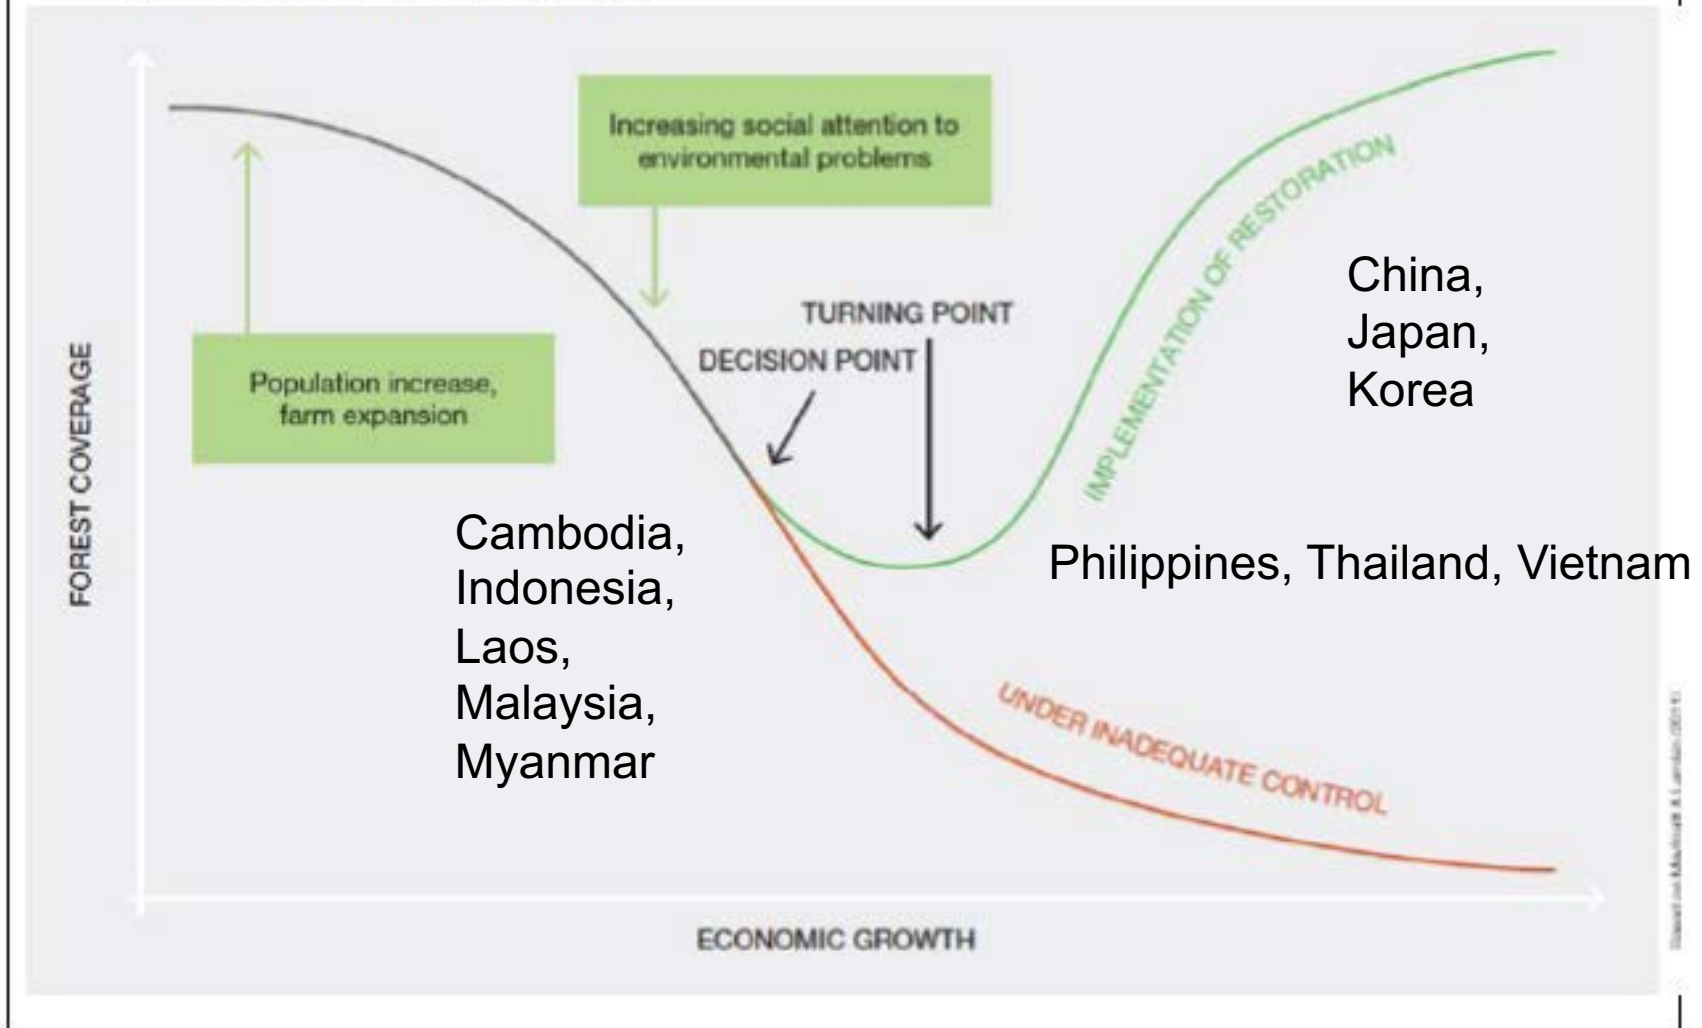 Increasing social attention to
environmental problems
TURNING POINT
DECISION POINT
Population increase,
farm expansion
FOREST COVERAGE
IMPLEMENTATION OF RESTORATION
China,
Japan,
Korea
Cambodia,
Indonesia,
Laos,
Malaysia,
Myanmar
Philippines, Thailand, Vietnam
UNDER INADEQUATE CONTROL
ECONOMIC GROWTH